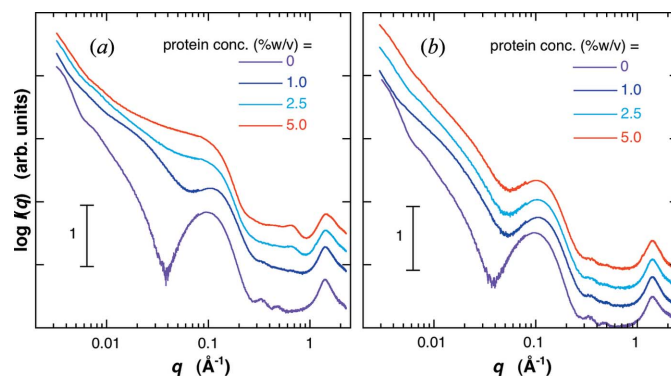 (a)
protein conc. (%w/v) =
0
1.0
2.5
5.0
(b)
protein conc. (%w/v) =
0
1.0
2.5
5.0
log I(q) (arb. units)
1
1
0.01
0.1
1
0.01
0.1
1
q (Å⁻¹)
q (Å⁻¹)